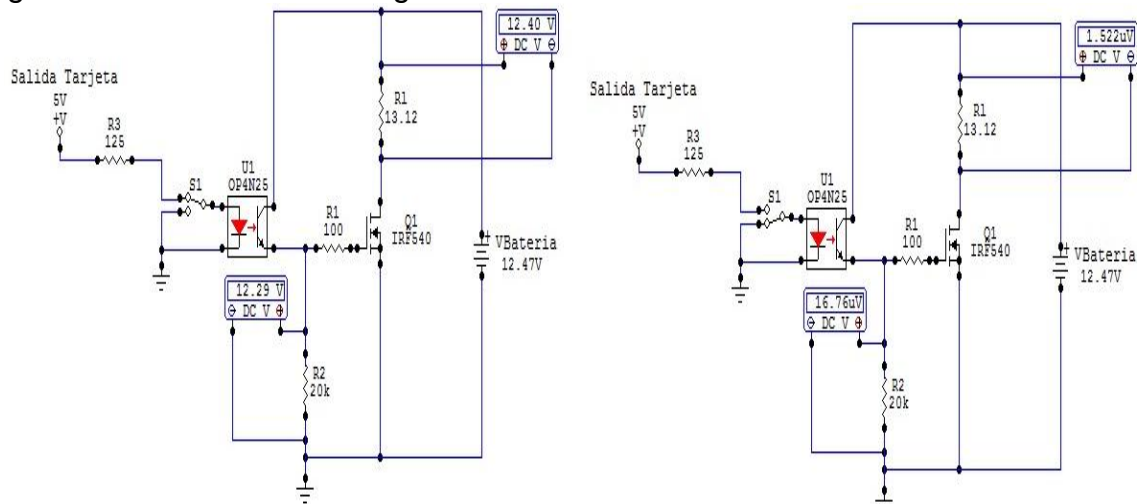 12.40 V
DC V
Salida Tarjeta
5V
+V
R3
125
S1
U1
OP4N25
R1
13.12
R1
100
Q1
IRF540
VBateria
12.47V
12.29 V
DC V
R2
20k
1.522uV
DC V
Salida Tarjeta
5V
+V
R3
125
S1
U1
OP4N25
R1
13.12
R1
100
Q1
IRF540
VBateria
12.47V
16.76uV
DC V
R2
20k